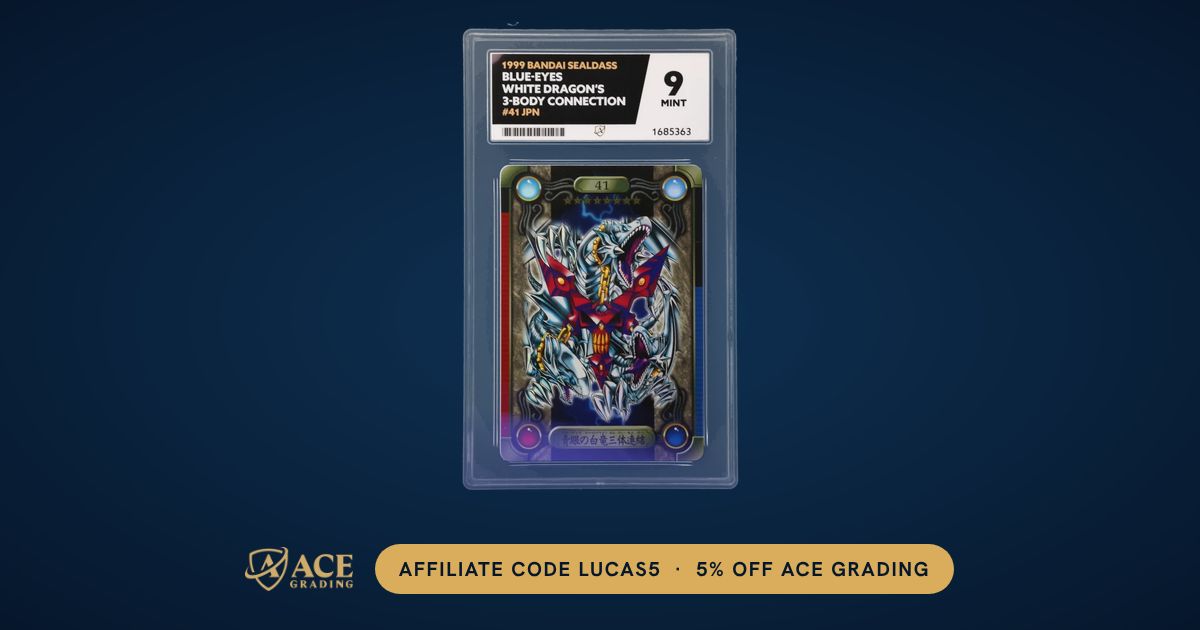 1999 BANDAI SEALDASS
BLUE-EYES
WHITE DRAGON'S
3-BODY CONNECTION
#41 JPN
9
MINT
1685363
41
青眼の白竜三体連結
ACE
GRADING
AFFILIATE CODE LUCAS5 · 5% OFF ACE GRADING